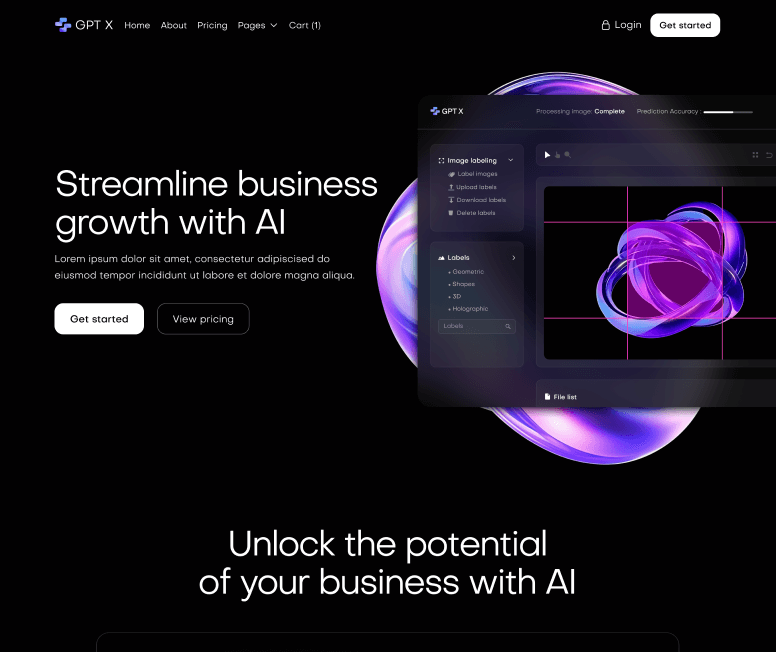 GPT X Home About Pricing Pages Cart (1) Login Get started
Streamline business
growth with AI
Lorem ipsum dolor sit amet, consectetur adipiscing do
eiusmod tempor incididunt ut labore et dolore magna aliqua.
Get started View pricing
GPT X Processing image: Complete Prediction Accuracy :
Image labeling
Label images
Upload labels
Download labels
Delete labels
Labels
+ Geometric
+ Shapes
+ 3D
+ Holographic
Labels
File list
Unlock the potential
of your business with AI